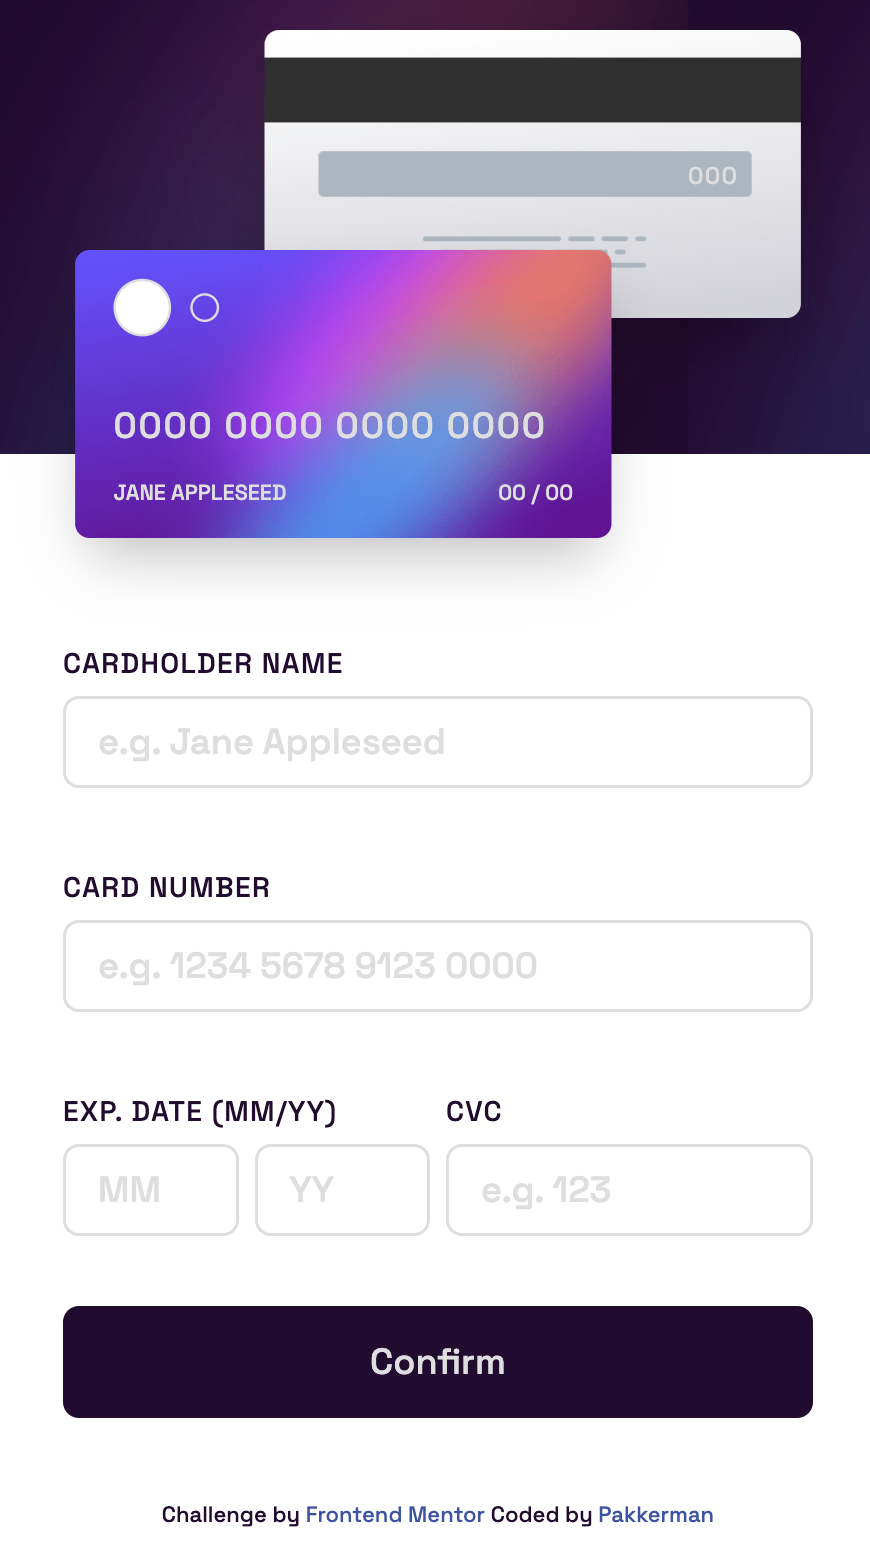 000
0000 0000 0000 0000
JANE APPLESEED 00 / 00
CARDHOLDER NAME
e.g. Jane Appleseed
CARD NUMBER
e.g. 1234 5678 9123 0000
EXP. DATE (MM/YY) CVC
MM YY e.g. 123
Confirm
Challenge by Frontend Mentor Coded by Pakkerman